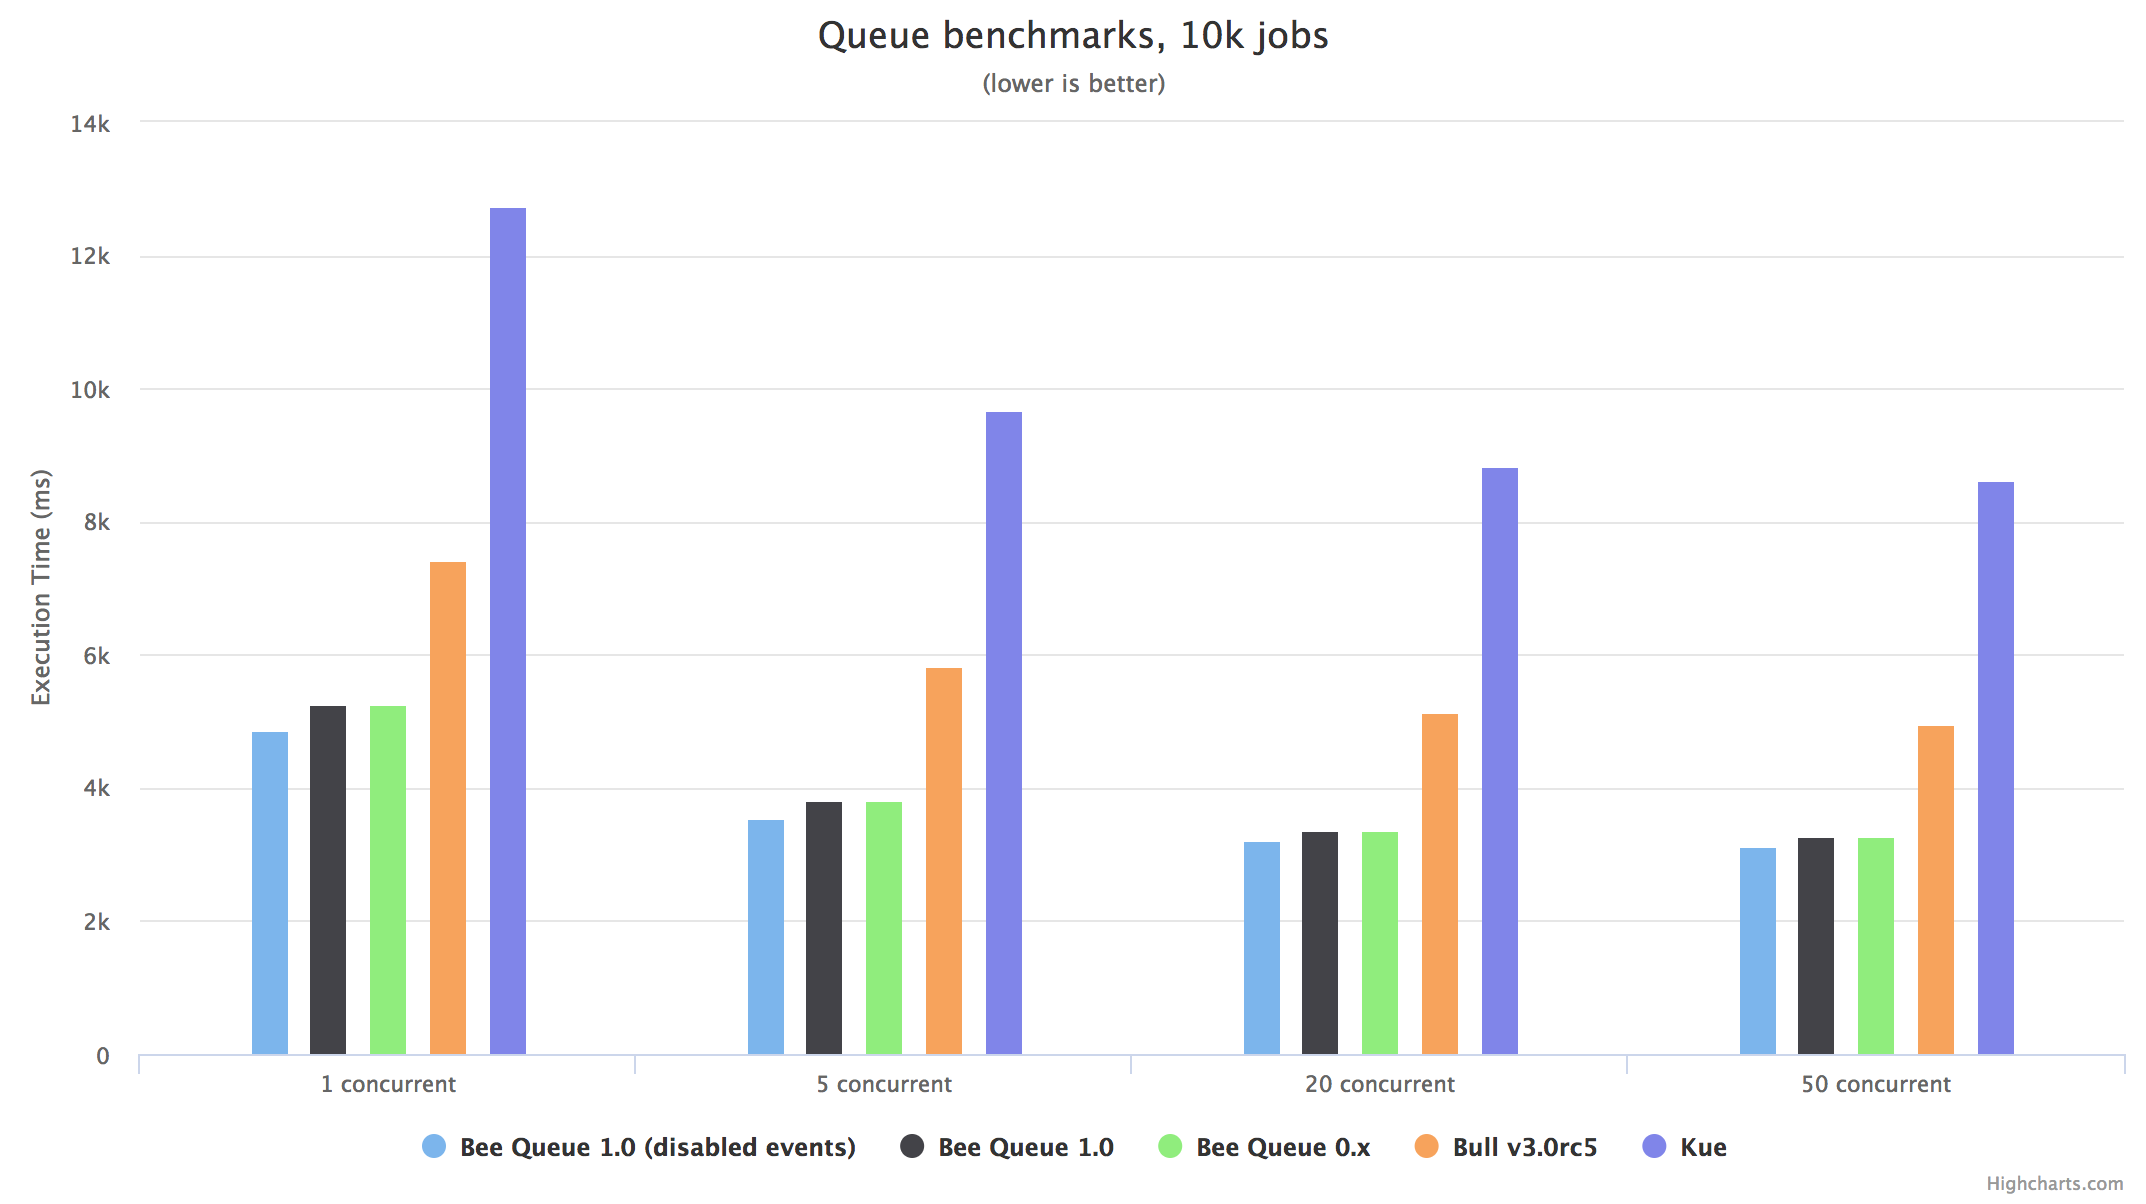 Queue benchmarks, 10k jobs
(lower is better)
Execution Time (ms)
14k
12k
10k
8k
6k
4k
2k
0
1 concurrent
5 concurrent
20 concurrent
50 concurrent
Bee Queue 1.0 (disabled events)
Bee Queue 1.0
Bee Queue 0.x
Bull v3.0rc5
Kue
Highcharts.com